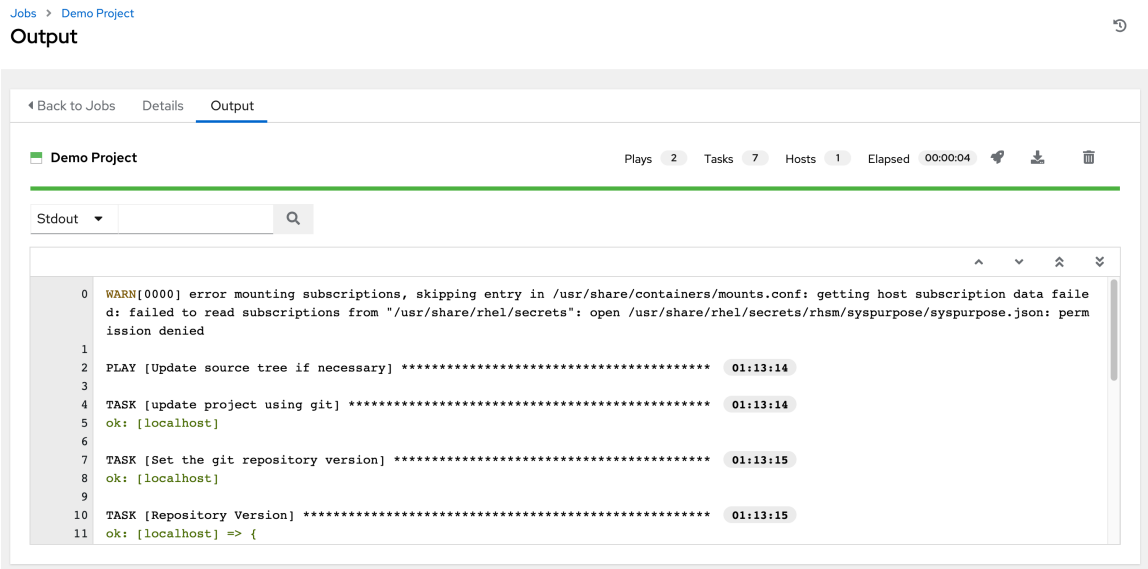 Jobs > Demo Project
Output
Back to Jobs Details Output
Demo Project Plays 2 Tasks 7 Hosts 1 Elapsed 00:00:04
Stdout
0 WARN[0000] error mounting subscriptions, skipping entry in /usr/share/containers/mounts.conf: getting host subscription data faile
d: failed to read subscriptions from "/usr/share/rhel/secrets": open /usr/share/rhel/secrets/rhsm/syspurpose/syspurpose.json: perm
ission denied
1
2 PLAY [Update source tree if necessary] ***************************************** 01:13:14
3
4 TASK [update project using git] ************************************************ 01:13:14
5 ok: [localhost]
6
7 TASK [Set the git repository version] ****************************************** 01:13:15
8 ok: [localhost]
9
10 TASK [Repository Version] ****************************************************** 01:13:15
11 ok: [localhost] => {